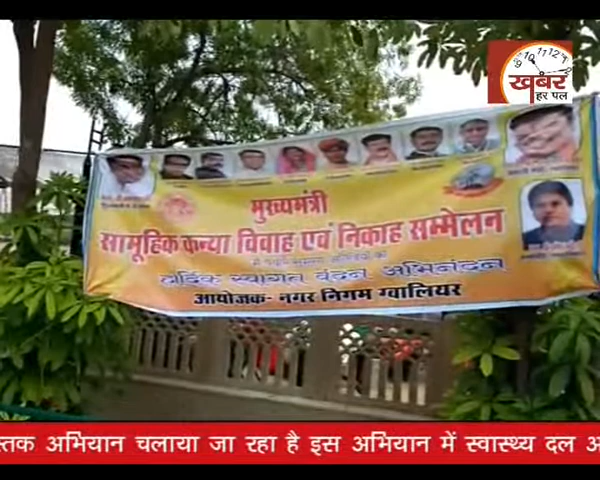 खबर
हर पल
मुख्यमंत्री
सामूहिक कन्या विवाह एवं निकाह सम्मेलन
हार्दिक स्वागत वंदन अभिनंदन
आयोजक- नगर निगम ग्वालियर
स्तक अभियान चलाया जा रहा है इस अभियान में स्वास्थ्य दल